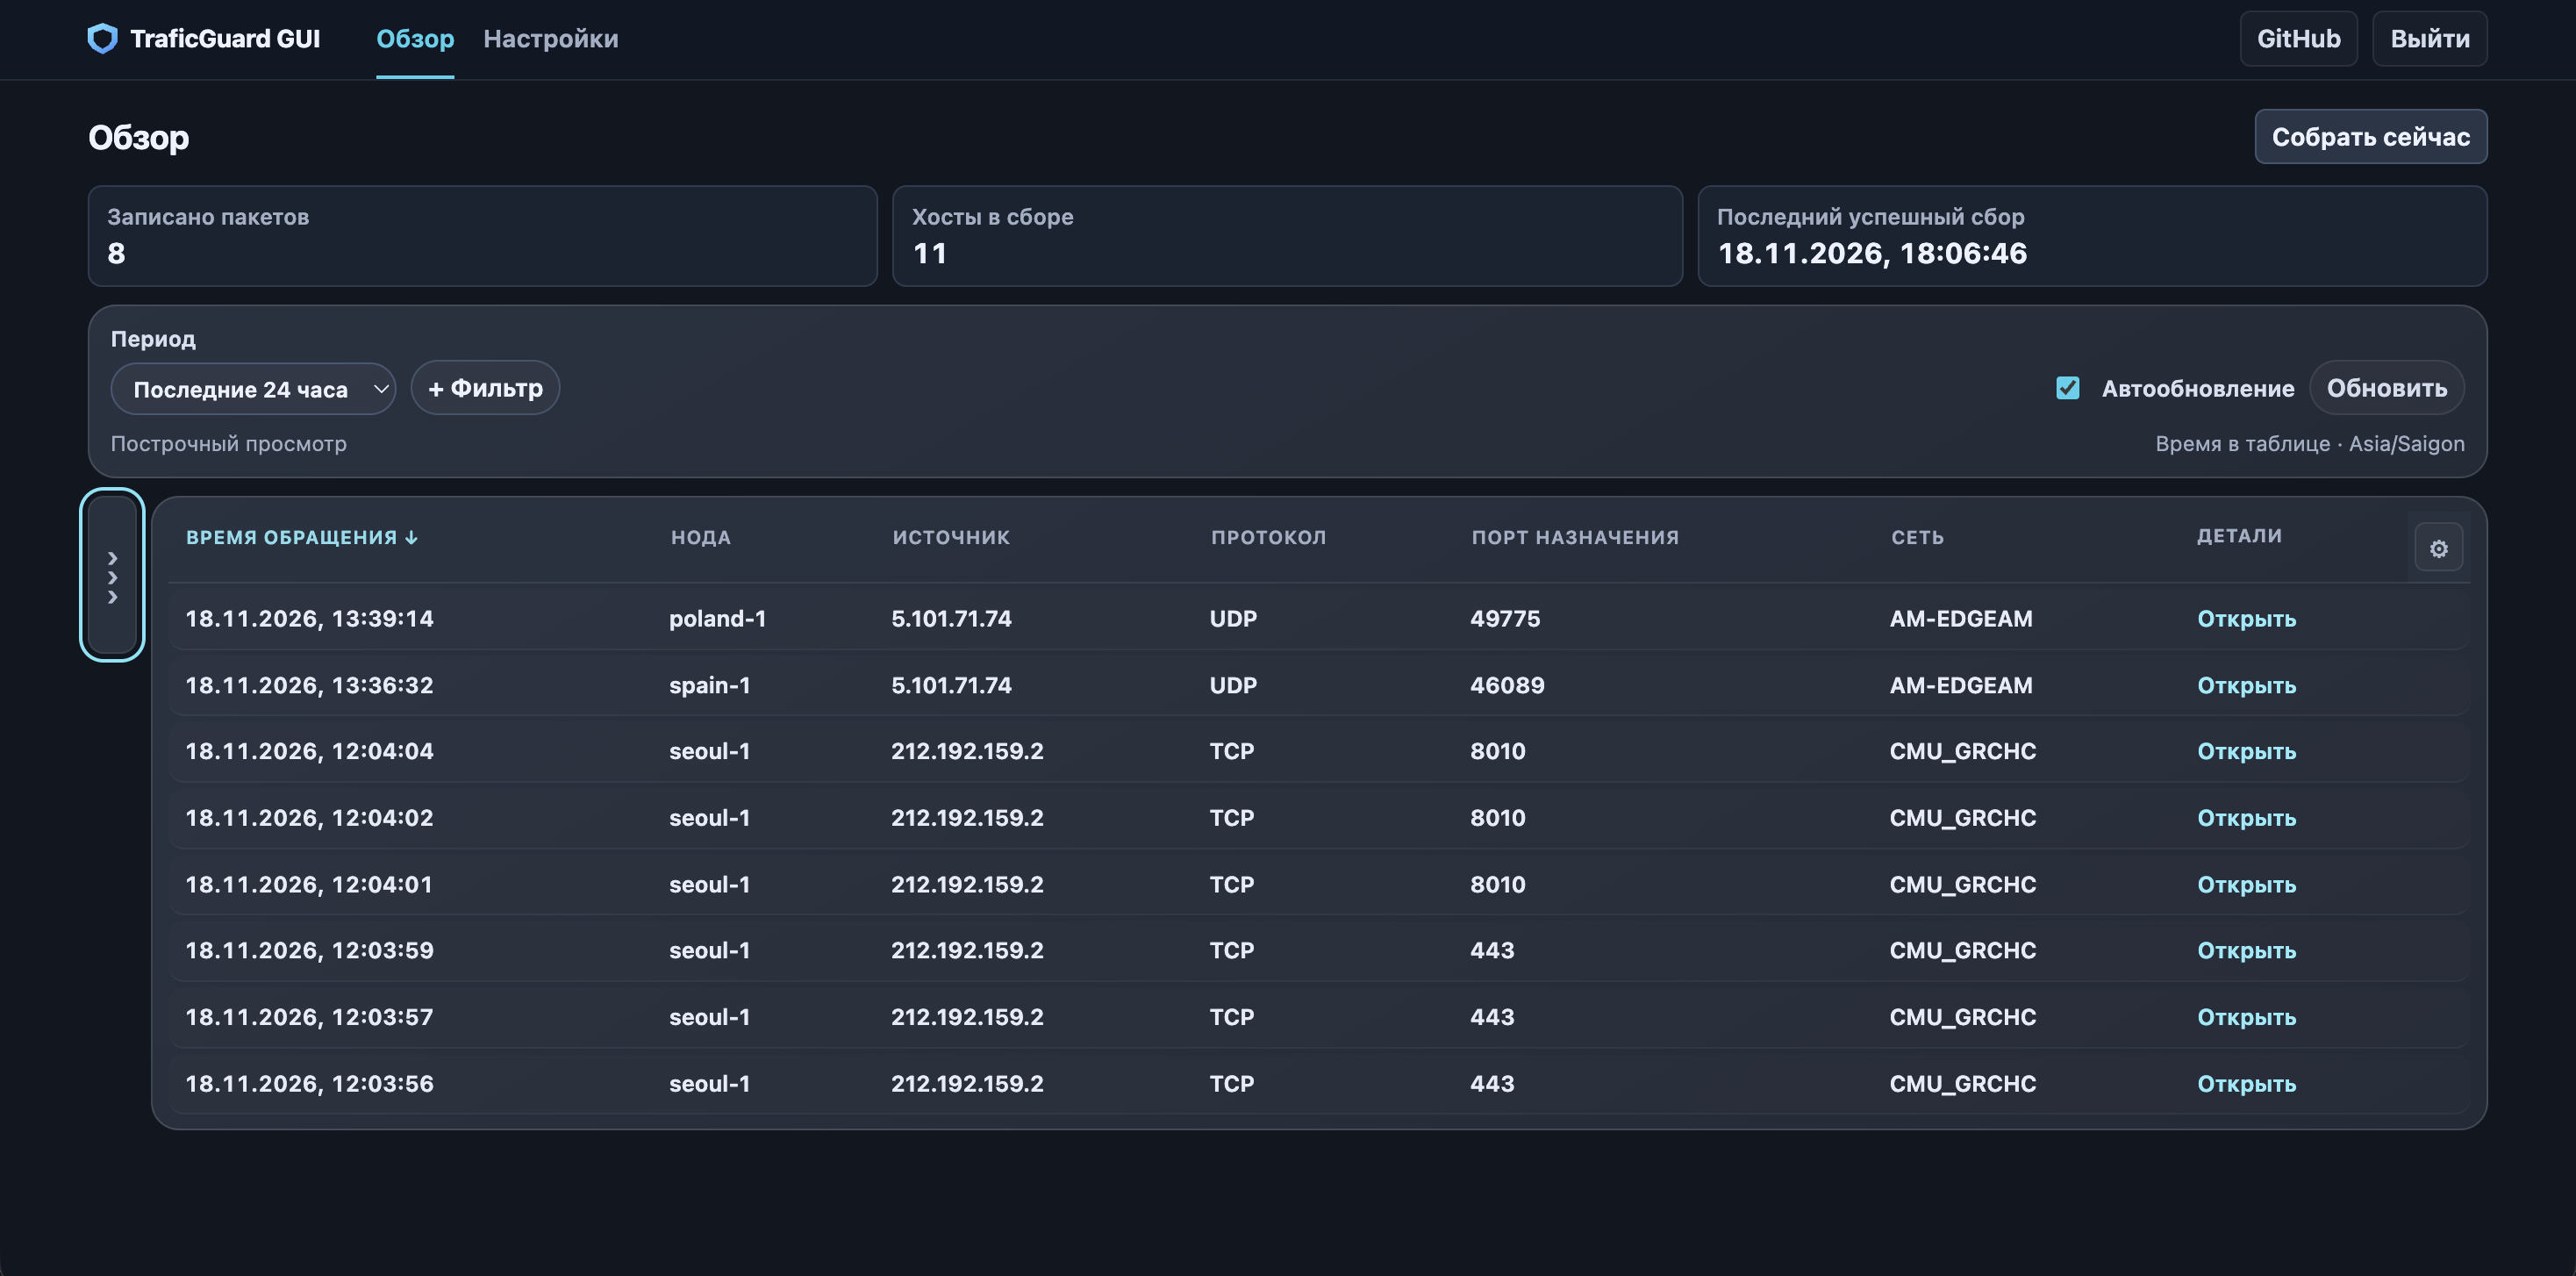 TraficGuard GUI Обзор Настройки GitHub Выйти
Обзор Собрать сейчас
Записано пакетов Хосты в сборе Последний успешный сбор
8 11 18.11.2026, 18:06:46
Период
Последние 24 часа + Фильтр Автообновление Обновить
Построчный просмотр Время в таблице · Asia/Saigon
ВРЕМЯ ОБРАЩЕНИЯ ↓ НОДА ИСТОЧНИК ПРОТОКОЛ ПОРТ НАЗНАЧЕНИЯ СЕТЬ ДЕТАЛИ
18.11.2026, 13:39:14 poland-1 5.101.71.74 UDP 49775 AM-EDGEAM Открыть
18.11.2026, 13:36:32 spain-1 5.101.71.74 UDP 46089 AM-EDGEAM Открыть
18.11.2026, 12:04:04 seoul-1 212.192.159.2 TCP 8010 CMU_GRCHC Открыть
18.11.2026, 12:04:02 seoul-1 212.192.159.2 TCP 8010 CMU_GRCHC Открыть
18.11.2026, 12:04:01 seoul-1 212.192.159.2 TCP 8010 CMU_GRCHC Открыть
18.11.2026, 12:03:59 seoul-1 212.192.159.2 TCP 443 CMU_GRCHC Открыть
18.11.2026, 12:03:57 seoul-1 212.192.159.2 TCP 443 CMU_GRCHC Открыть
18.11.2026, 12:03:56 seoul-1 212.192.159.2 TCP 443 CMU_GRCHC Открыть